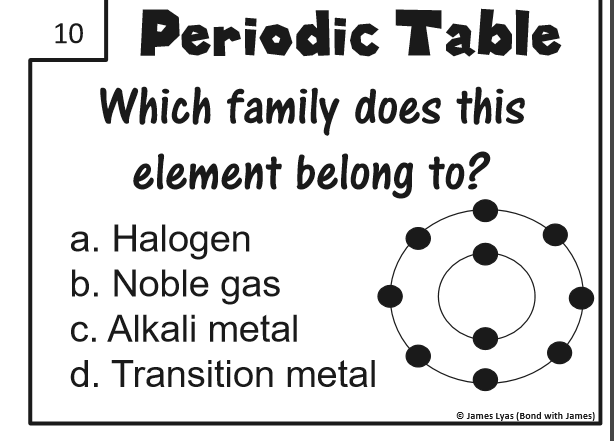 10
Periodic Table
Which family does this
element belong to?
a. Halogen
b. Noble gas
c. Alkali metal
d. Transition metal
© James Lyas (Bond with James)